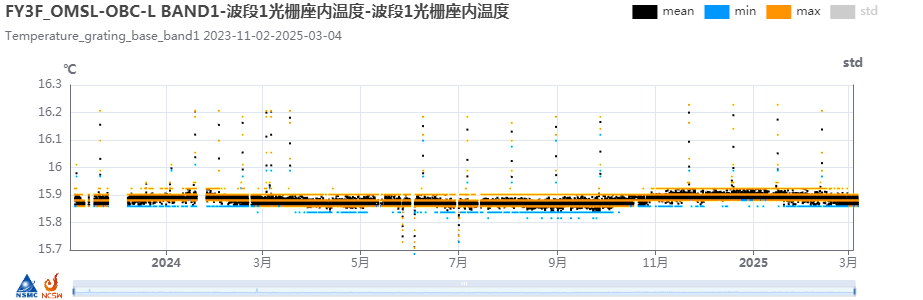 FY3F_OMSL-OBC-L BAND1-波段1光栅座内温度-波段1光栅座内温度
mean min max std
Temperature_grating_base_band1 2023-11-02-2025-03-04
℃ std
16.3
16.2
16.1
16
15.9
15.8
15.7
2024 3月 5月 7月 9月 11月 2025 3月
NSMC NCSW